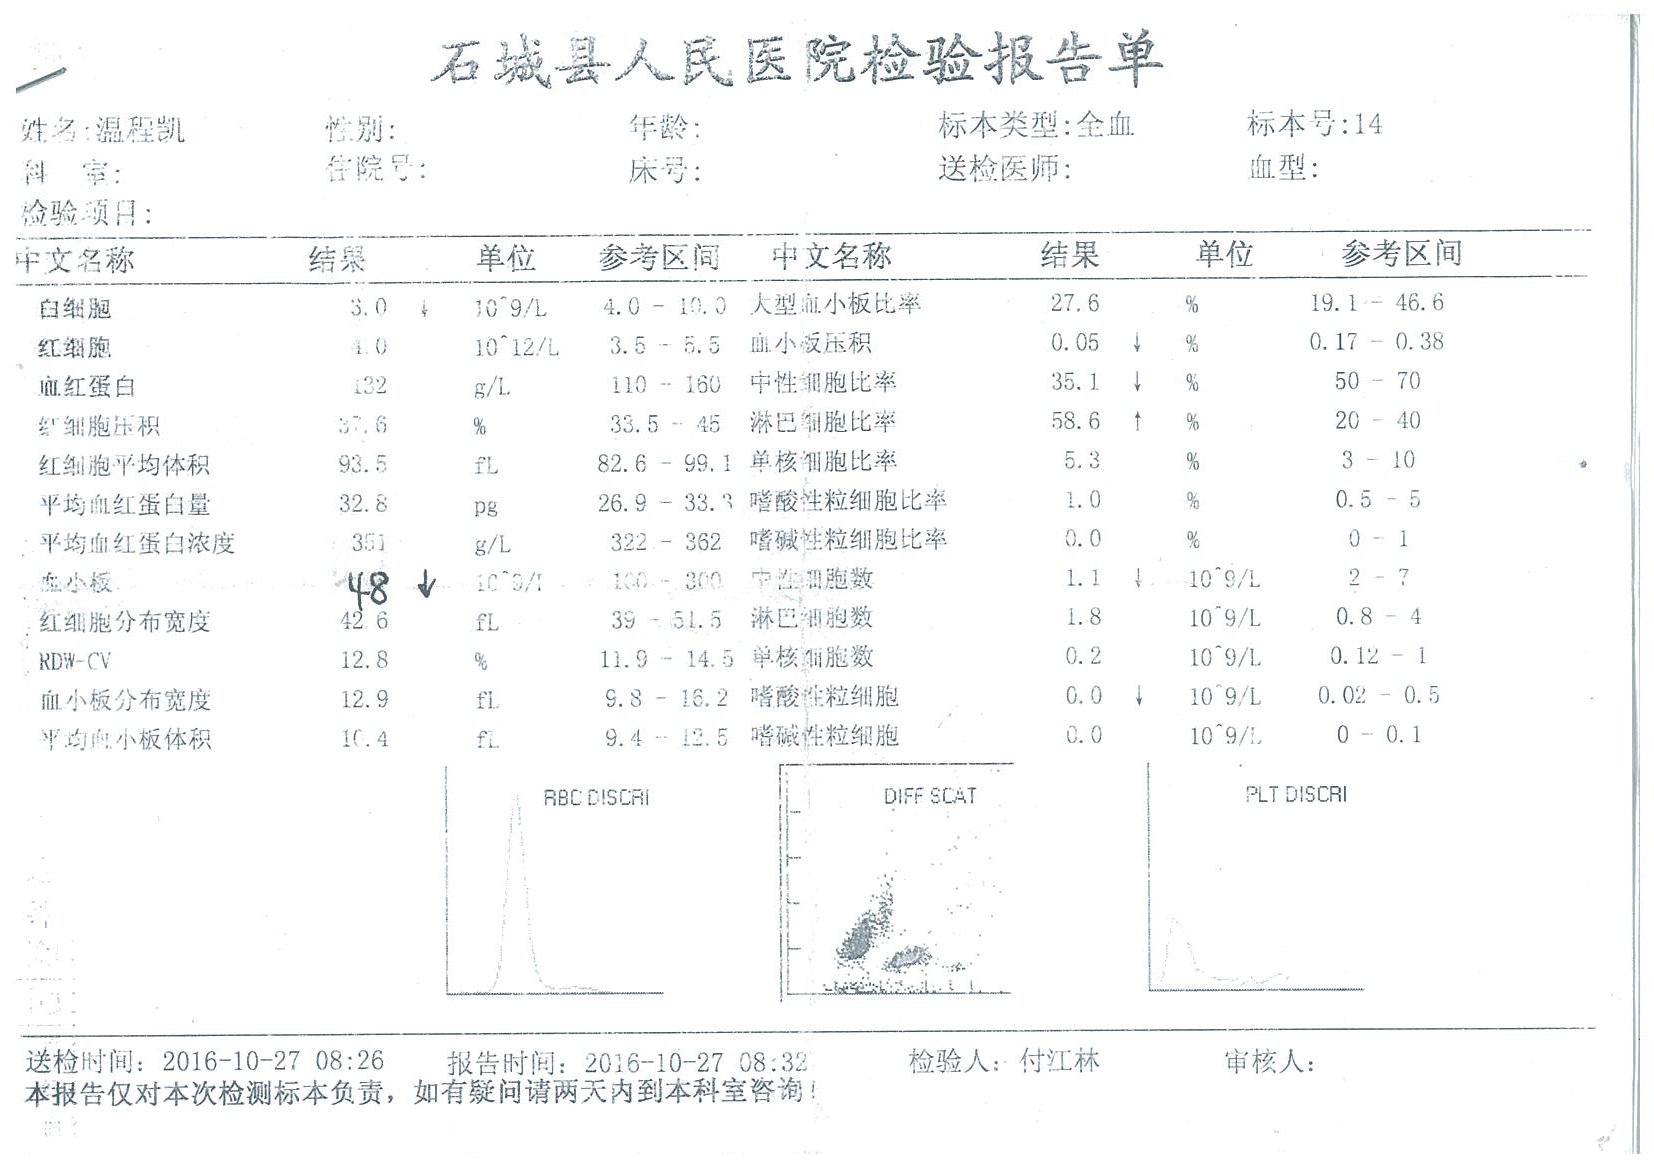 石城县人民医院检验报告单
姓名:温程凯 性别: 年龄: 标本类型:全血 标本号:14
科 室: 住院号: 床号: 送检医师: 血型:
检验项目:
中文名称 结果 单位 参考区间 中文名称 结果 单位 参考区间
白细胞 3.0 ↓ 10^9/L 4.0 - 10.0 大型血小板比率 27.6 % 19.1 - 46.6
红细胞 4.0 10^12/L 3.5 - 5.5 血小板压积 0.05 ↓ % 0.17 - 0.38
血红蛋白 132 g/L 110 - 160 中性细胞比率 35.1 ↓ % 50 - 70
红细胞压积 37.6 % 33.5 - 45 淋巴细胞比率 58.6 ↑ % 20 - 40
红细胞平均体积 93.5 fL 82.6 - 99.1 单核细胞比率 5.3 % 3 - 10
平均血红蛋白量 32.8 pg 26.9 - 33.3 嗜酸性粒细胞比率 1.0 % 0.5 - 5
平均血红蛋白浓度 351 g/L 322 - 362 嗜碱性粒细胞比率 0.0 % 0 - 1
血小板 48 ↓ 10^9/L 100 - 300 中性细胞数 1.1 ↓ 10^9/L 2 - 7
红细胞分布宽度 42.6 fL 39 - 51.5 淋巴细胞数 1.8 10^9/L 0.8 - 4
RDW-CV 12.8 % 11.9 - 14.5 单核细胞数 0.2 10^9/L 0.12 - 1
血小板分布宽度 12.9 fL 9.8 - 16.2 嗜酸性粒细胞 0.0 ↓ 10^9/L 0.02 - 0.5
平均血小板体积 10.4 fL 9.4 - 12.5 嗜碱性粒细胞 0.0 10^9/L 0 - 0.1
RBC DISCRI DIFF SCAT PLT DISCRI
送检时间: 2016-10-27 08:26 报告时间: 2016-10-27 08:32 检验人: 付江林 审核人:
本报告仅对本次检测标本负责，如有疑问请两天内到本科室咨询！